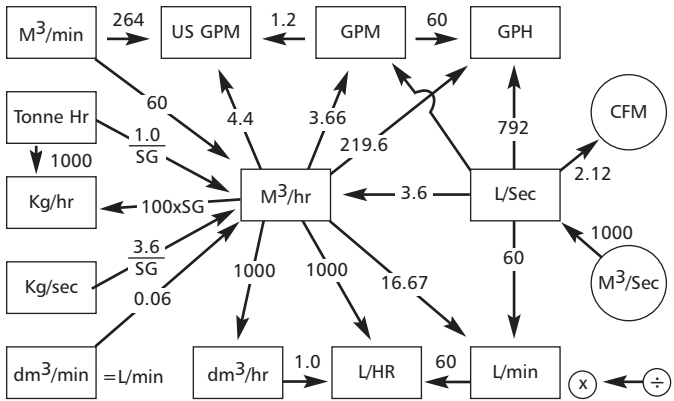 M³/min 264 US GPM 1.2 GPM 60 GPH
60
Tonne Hr 4.4 3.66 CFM
1.0
SG 219.6 792
1000 2.12
Kg/hr 100xSG M³/hr 3.6 L/Sec
3.6
SG 1000
Kg/sec 1000 1000 16.67 60 M³/Sec
0.06
dm³/min =L/min dm³/hr 1.0 L/HR 60 L/min x ÷